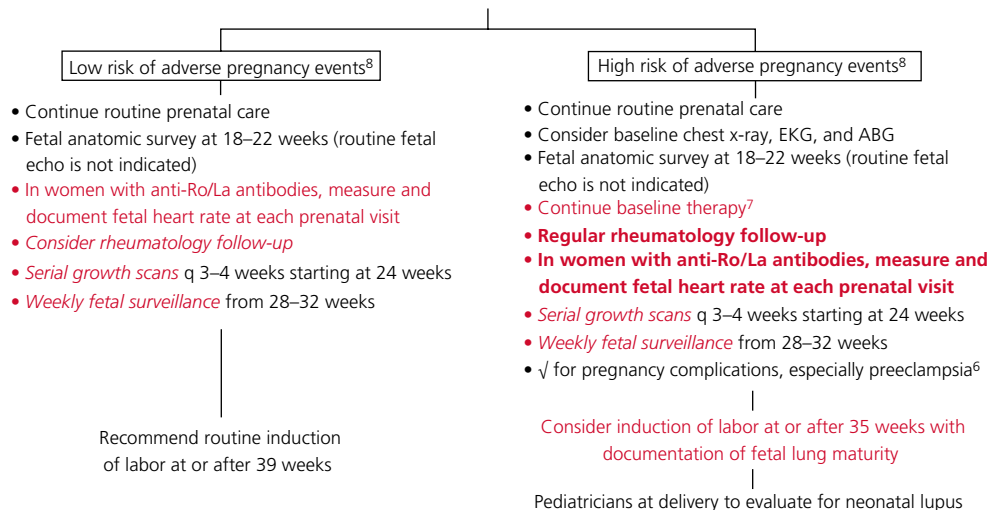 Low risk of adverse pregnancy events⁸
• Continue routine prenatal care
• Fetal anatomic survey at 18–22 weeks (routine fetal
echo is not indicated)
• In women with anti-Ro/La antibodies, measure and
document fetal heart rate at each prenatal visit
• Consider rheumatology follow-up
• Serial growth scans q 3–4 weeks starting at 24 weeks
• Weekly fetal surveillance from 28–32 weeks
Recommend routine induction
of labor at or after 39 weeks
High risk of adverse pregnancy events⁸
• Continue routine prenatal care
• Consider baseline chest x-ray, EKG, and ABG
• Fetal anatomic survey at 18–22 weeks (routine fetal
echo is not indicated)
• Continue baseline therapy⁷
• Regular rheumatology follow-up
• In women with anti-Ro/La antibodies, measure and
document fetal heart rate at each prenatal visit
• Serial growth scans q 3–4 weeks starting at 24 weeks
• Weekly fetal surveillance from 28–32 weeks
• √ for pregnancy complications, especially preeclampsia⁶
Consider induction of labor at or after 35 weeks with
documentation of fetal lung maturity
Pediatricians at delivery to evaluate for neonatal lupus